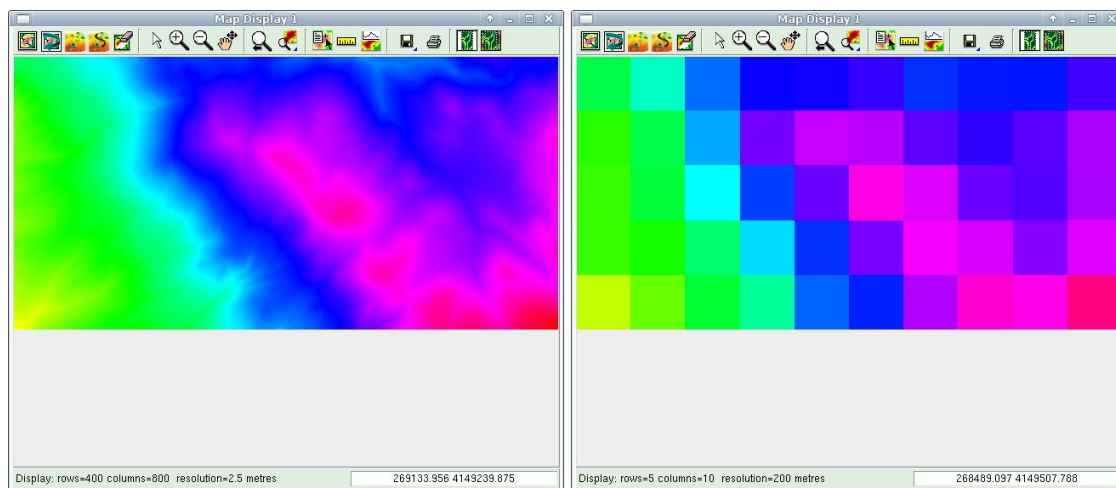 Map Display 1
Display: rows=400 columns=800 resolution=2.5 metres
269133.956 4149239.875
Map Display 1
Display: rows=5 columns=10 resolution=200 metres
268489.097 4149507.788